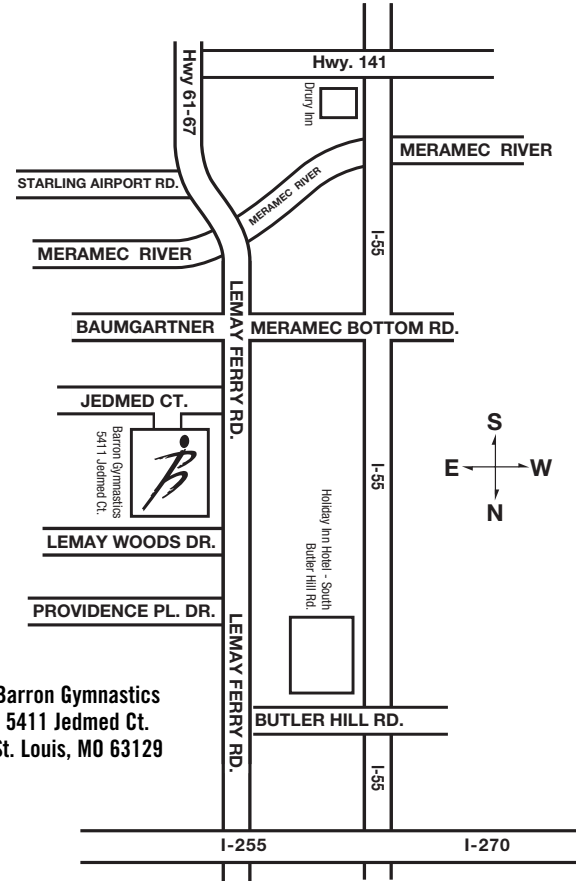 Hwy. 141
Hwy 61-67
Drury Inn
MERAMEC RIVER
STARLING AIRPORT RD.
MERAMEC RIVER
MERAMEC RIVER
I-55
LEMAY FERRY RD.
BAUMGARTNER
MERAMEC BOTTOM RD.
JEDMED CT.
Barron Gymnastics
5411 Jedmed Ct.
S
E
W
N
I-55
Holiday Inn Hotel - South
Butler Hill Rd.
LEMAY WOODS DR.
PROVIDENCE PL. DR.
LEMAY FERRY RD.
Barron Gymnastics
5411 Jedmed Ct.
St. Louis, MO 63129
BUTLER HILL RD.
I-55
I-255
I-270